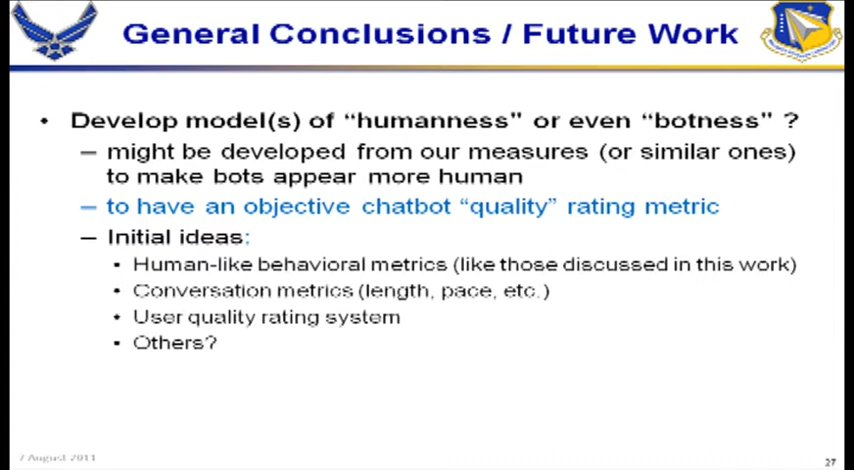 General Conclusions / Future Work
• Develop model(s) of “humanness” or even “botness” ?
– might be developed from our measures (or similar ones)
to make bots appear more human
– to have an objective chatbot “quality” rating metric
– Initial ideas:
• Human-like behavioral metrics (like those discussed in this work)
• Conversation metrics (length, pace, etc.)
• User quality rating system
• Others?
7 August 2011
27